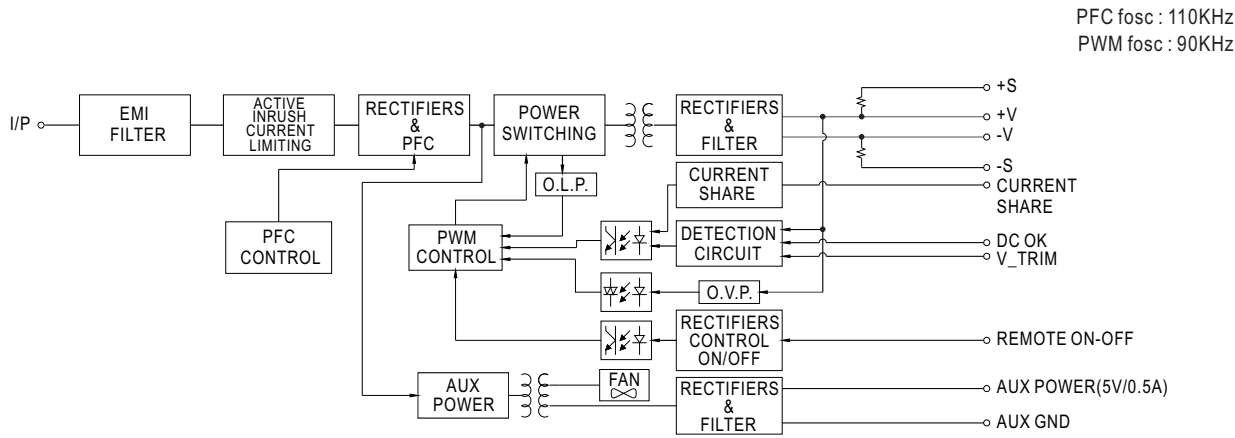 PFC fosc : 110KHz
PWM fosc : 90KHz
I/P
EMI
FILTER
ACTIVE
INRUSH
CURRENT
LIMITING
RECTIFIERS
&
PFC
POWER
SWITCHING
RECTIFIERS
&
FILTER
+S
+V
-V
-S
O.L.P.
CURRENT
SHARE
CURRENT
SHARE
PFC
CONTROL
PWM
CONTROL
DETECTION
CIRCUIT
DC OK
V_TRIM
O.V.P.
RECTIFIERS
CONTROL
ON/OFF
REMOTE ON-OFF
AUX
POWER
FAN
RECTIFIERS
&
FILTER
AUX POWER(5V/0.5A)
AUX GND